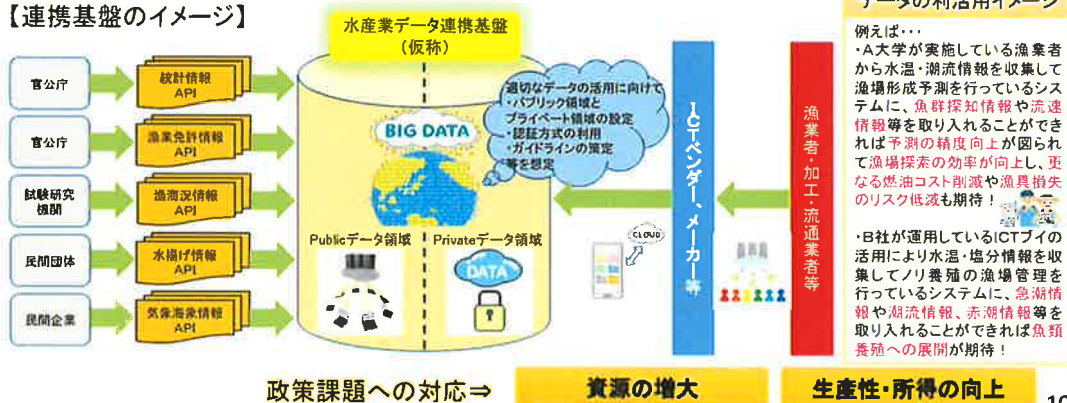 【連携基盤のイメージ】
官公庁
統計情報
API
官公庁
漁業免許情報
API
試験研究
機関
漁海況情報
API
民間団体
水揚げ情報
API
民間企業
気象海象情報
API
水産業データ連携基盤
（仮称）
BIG DATA
適切なデータの活用に向けて
・パブリック領域と
プライベート領域の設定
・認証方式の利用
・ガイドラインの策定
等を想定
Publicデータ領域
Privateデータ領域
DATA
CLOUD
ICTベンダー、メーカー等
漁業者・加工・流通業者等
データの利活用イメージ
例えば・・・
・A大学が実施している漁業者
から水温・潮流情報を収集して
漁場形成予測を行っているシス
テムに、魚群探知情報や流速
情報等を取り入れることができ
れば予測の精度向上が図られ
て漁場探索の効率が向上し、更
なる燃油コスト削減や漁具損失
のリスク低減も期待！
・B社が運用しているICTブイの
活用により水温・塩分情報を収
集してノリ養殖の漁場管理を
行っているシステムに、急潮情
報や潮流情報、赤潮情報等を
取り入れることができれば魚類
養殖への展開が期待！
政策課題への対応⇒
資源の増大
生産性・所得の向上